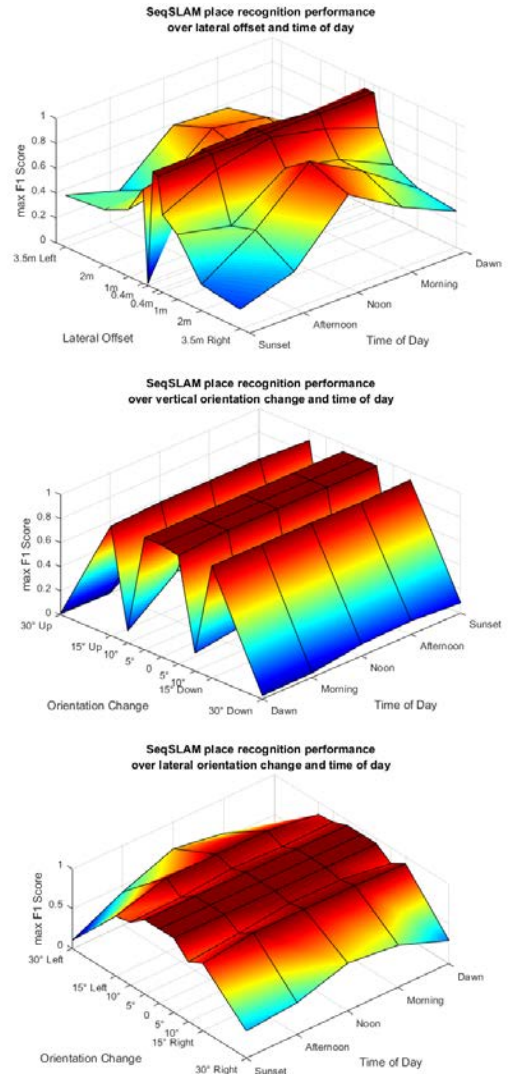 SeqSLAM place recognition performance
over lateral offset and time of day
1
0.8
0.6
0.4
0.2
0
max F1 Score
3.5m Left
2m
1m
0.4m
0.4m
1m
2m
3.5m Right
Lateral Offset
Sunset
Afternoon
Noon
Morning
Dawn
Time of Day
SeqSLAM place recognition performance
over vertical orientation change and time of day
1
0.8
0.6
0.4
0.2
0
max F1 Score
30° Up
15° Up
10°
5°
0
5°
10°
15° Down
30° Down
Orientation Change
Dawn
Morning
Noon
Afternoon
Sunset
Time of Day
SeqSLAM place recognition performance
over lateral orientation change and time of day
1
0.5
0
max F1 Score
30° Left
15° Left
10°
5°
0
5°
10°
15° Right
30° Right
Orientation Change
Sunset
Afternoon
Noon
Morning
Dawn
Time of Day